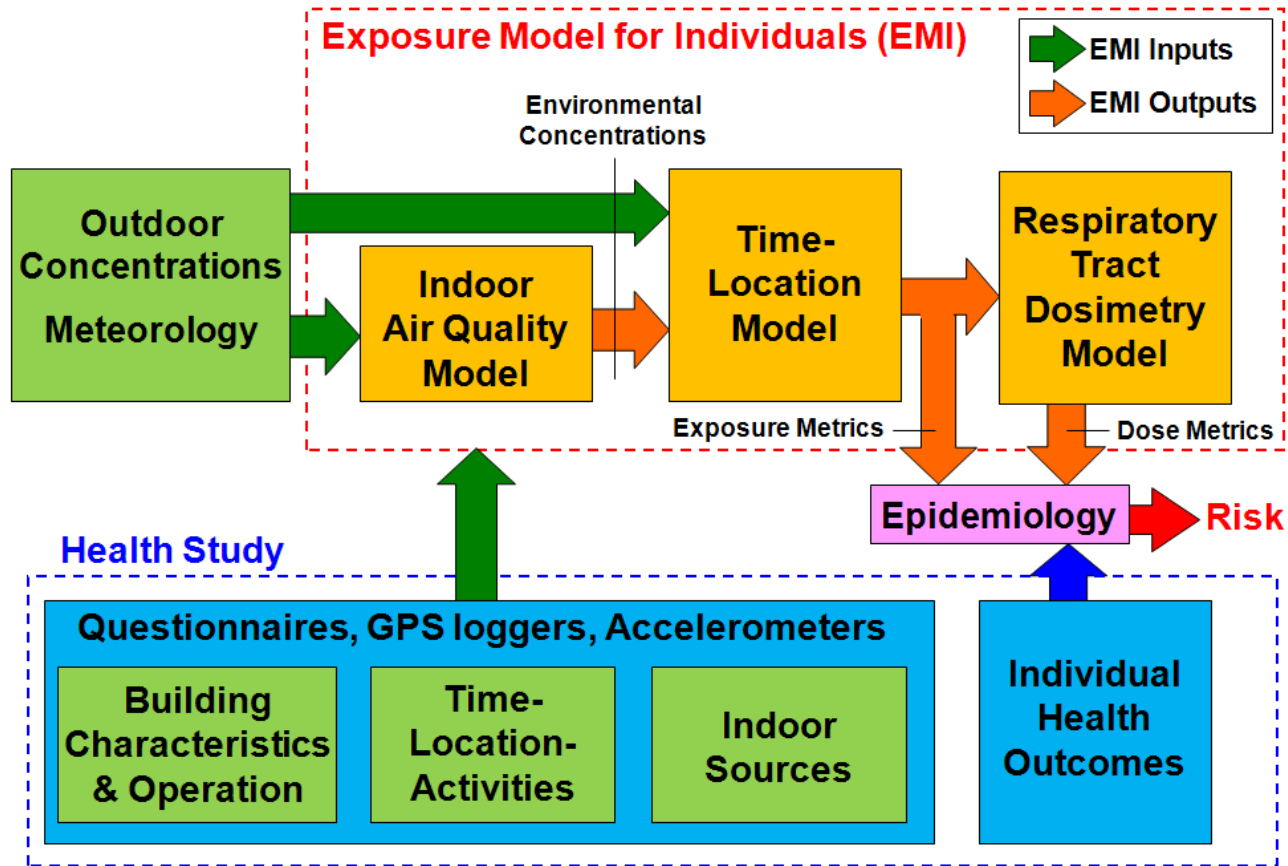 Exposure Model for Individuals (EMI)
EMI Inputs
EMI Outputs
Environmental
Concentrations
Outdoor
Concentrations
Meteorology
Indoor
Air Quality
Model
Time-
Location
Model
Respiratory
Tract
Dosimetry
Model
Exposure Metrics
Dose Metrics
Epidemiology
Risk
Health Study
Questionnaires, GPS loggers, Accelerometers
Building
Characteristics
& Operation
Time-
Location-
Activities
Indoor
Sources
Individual
Health
Outcomes